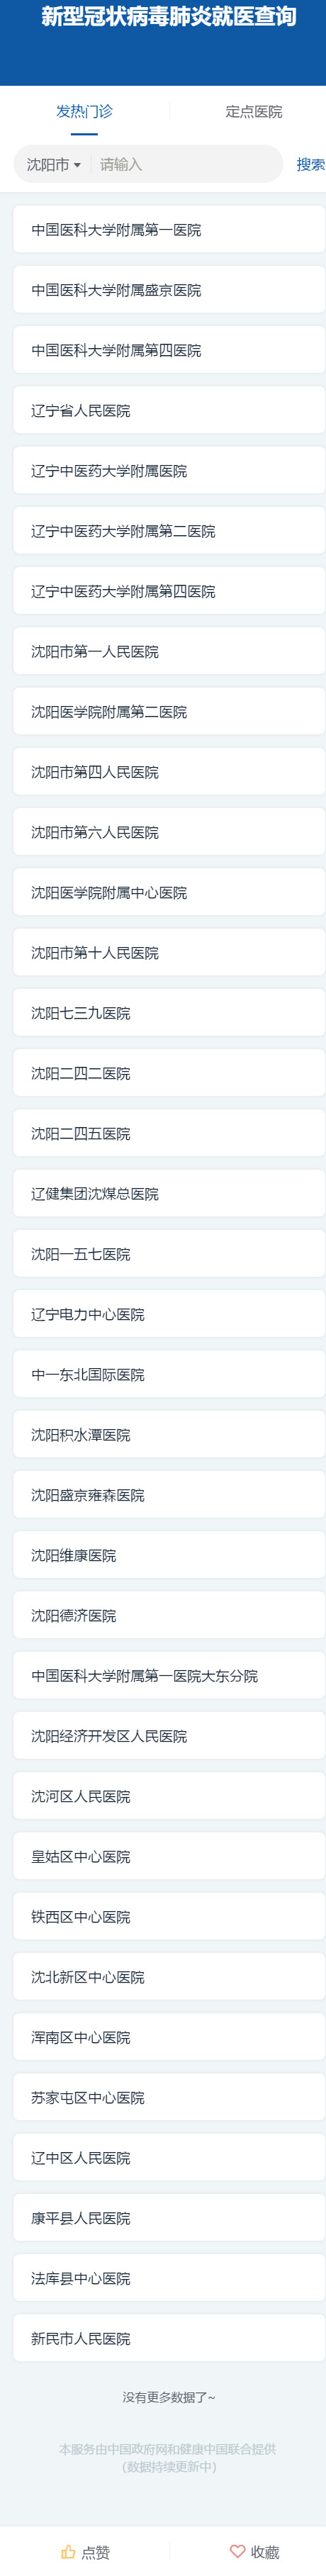 新型冠状病毒肺炎就医查询
发热门诊
定点医院
沈阳市
请输入
搜索
中国医科大学附属第一医院
中国医科大学附属盛京医院
中国医科大学附属第四医院
辽宁省人民医院
辽宁中医药大学附属医院
辽宁中医药大学附属第二医院
辽宁中医药大学附属第四医院
沈阳市第一人民医院
沈阳医学院附属第二医院
沈阳市第四人民医院
沈阳市第六人民医院
沈阳医学院附属中心医院
沈阳市第十人民医院
沈阳七三九医院
沈阳二四二医院
沈阳二四五医院
辽健集团沈煤总医院
沈阳一五七医院
辽宁电力中心医院
中一东北国际医院
沈阳积水潭医院
沈阳盛京雍森医院
沈阳维康医院
沈阳德济医院
中国医科大学附属第一医院大东分院
沈阳经济开发区人民医院
沈河区人民医院
皇姑区中心医院
铁西区中心医院
沈北新区中心医院
浑南区中心医院
苏家屯区中心医院
辽中区人民医院
康平县人民医院
法库县中心医院
新民市人民医院
没有更多数据了~
本服务由中国政府网和健康中国联合提供
(数据持续更新中)
点赞
收藏